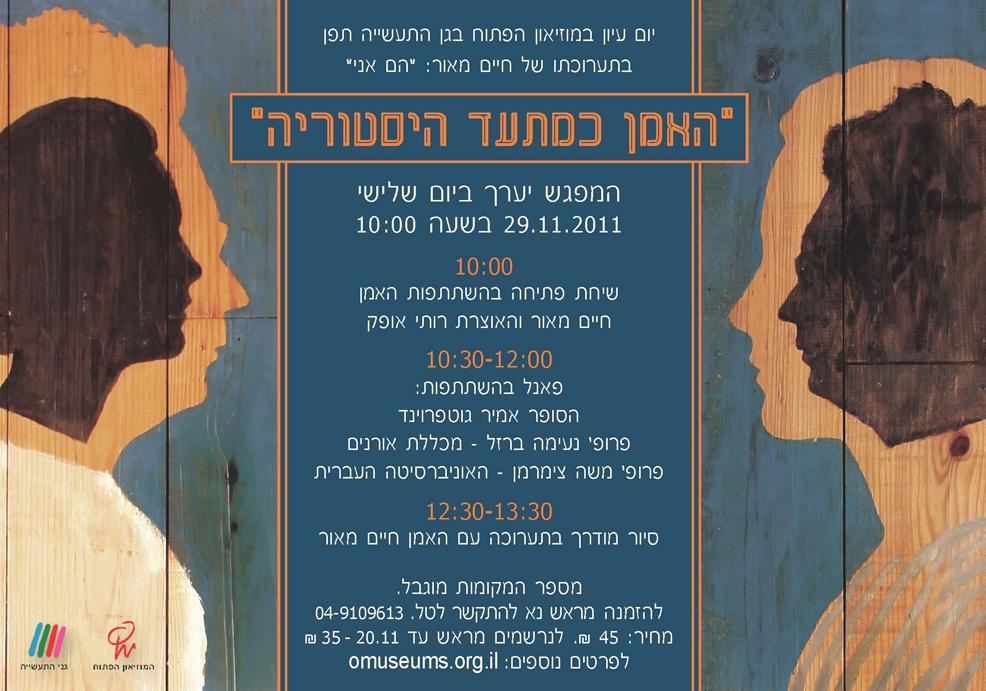 יום עיון במוזיאון הפתוח בגן התעשייה תפן
בתערוכתו של חיים מאור: "הם אני"
"האמן כמתעד היסטוריה"
המפגש יערך ביום שלישי
29.11.2011 בשעה 10:00
10:00
שיחת פתיחה בהשתתפות האמן
חיים מאור והאוצרת רותי אופק
10:30-12:00
פאנל בהשתתפות:
הסופר אמיר גוטפרוינד
פרופ' נעימה ברזל - מכללת אורנים
פרופ' משה צימרמן - האוניברסיטה העברית
12:30-13:30
סיור מודרך בתערוכה עם האמן חיים מאור
מספר המקומות מוגבל.
להזמנה מראש נא להתקשר לטל. 04-9109613
מחיר: 45 ₪. לנרשמים מראש עד 20.11 - 35 ₪
לפרטים נוספים: omuseums.org.il
המוזיאון הפתוח
גני התעשייה